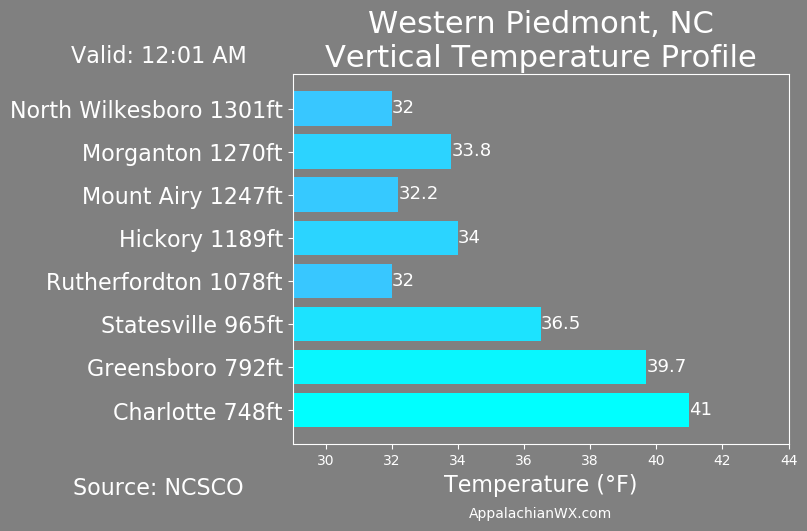 Western Piedmont, NC
Vertical Temperature Profile
Valid: 12:01 AM
North Wilkesboro 1301ft 32
Morganton 1270ft 33.8
Mount Airy 1247ft 32.2
Hickory 1189ft 34
Rutherfordton 1078ft 32
Statesville 965ft 36.5
Greensboro 792ft 39.7
Charlotte 748ft 41
30 32 34 36 38 40 42 44
Temperature (°F)
Source: NCSCO
AppalachianWX.com